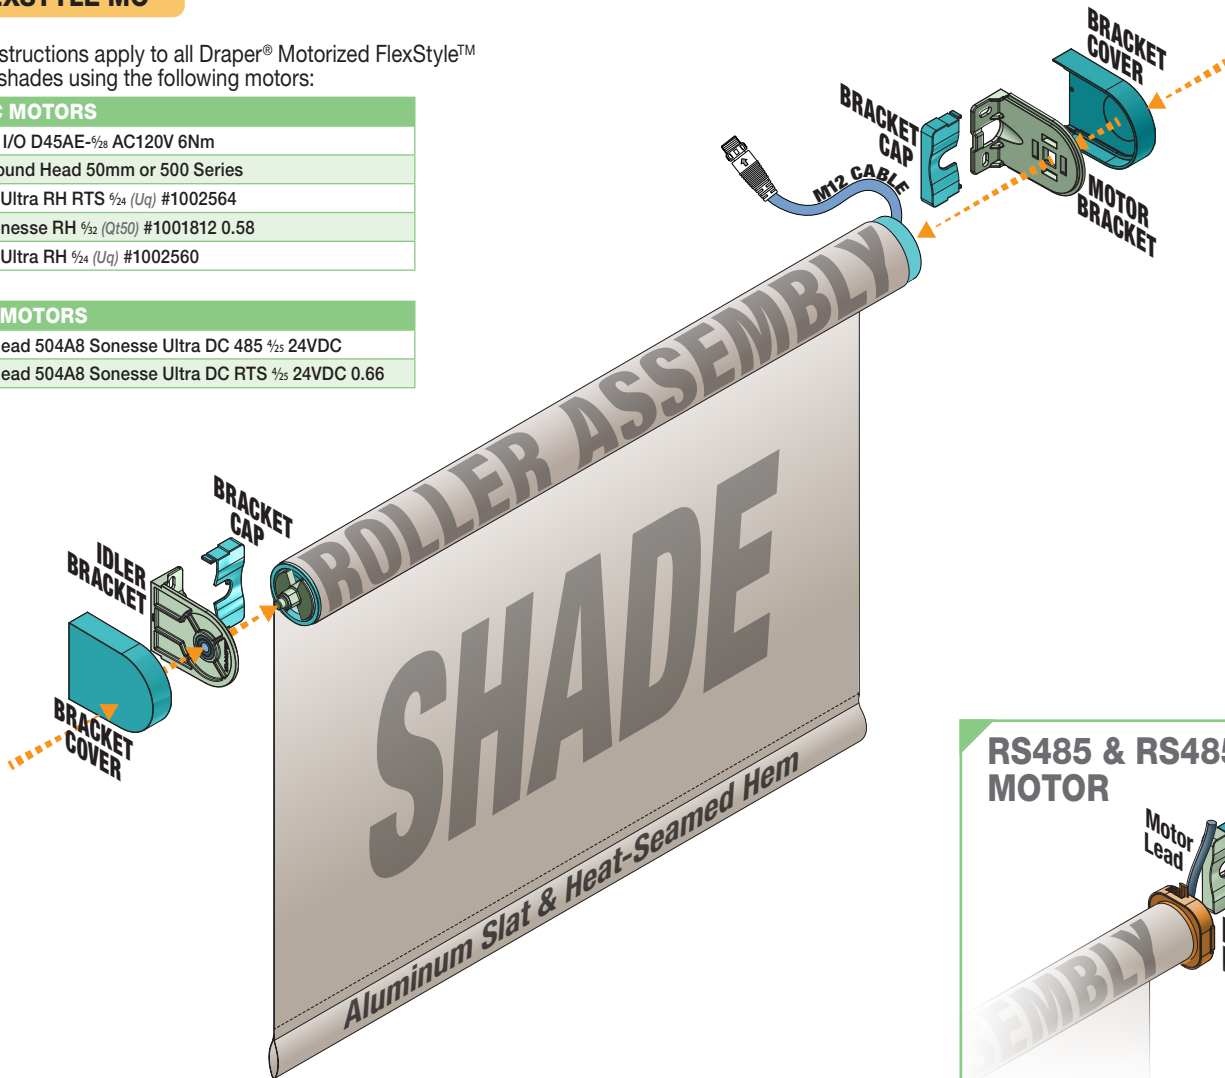 EXSTYLE MO
structions apply to all Draper® Motorized FlexStyle™
shades using the following motors:
C MOTORS
I/O D45AE-⁶⁄₂₈ AC120V 6Nm
ound Head 50mm or 500 Series
Ultra RH RTS ⁶⁄₂₄ (Uq) #1002564
nesse RH ⁶⁄₃₂ (Qt50) #1001812 0.58
Ultra RH ⁶⁄₂₄ (Uq) #1002560
MOTORS
ead 504A8 Sonesse Ultra DC 485 ⁴⁄₂₅ 24VDC
ead 504A8 Sonesse Ultra DC RTS ⁴⁄₂₅ 24VDC 0.66
BRACKET
COVER
BRACKET
CAP
M12 CABLE
MOTOR
BRACKET
ROLLER ASSEMBLY
BRACKET
CAP
IDLER
BRACKET
BRACKET
COVER
SHADE
Aluminum Slat & Heat-Seamed Hem
RS485 & RS485
MOTOR
Motor
Lead
SEMBLY